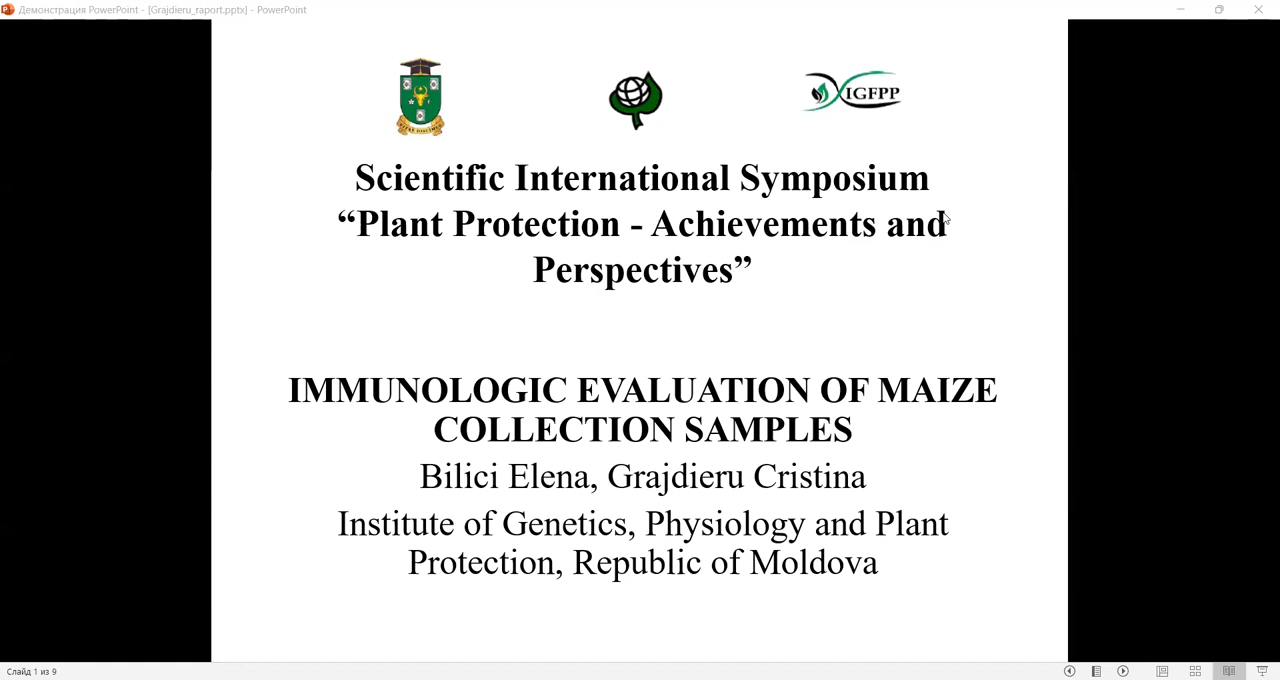 Демонстрация PowerPoint - [Grajdieru_raport.pptx] - PowerPoint
IGFPP
Scientific International Symposium
“Plant Protection - Achievements and
Perspectives”
IMMUNOLOGIC EVALUATION OF MAIZE
COLLECTION SAMPLES
Bilici Elena, Grajdieru Cristina
Institute of Genetics, Physiology and Plant
Protection, Republic of Moldova
Слайд 1 из 9